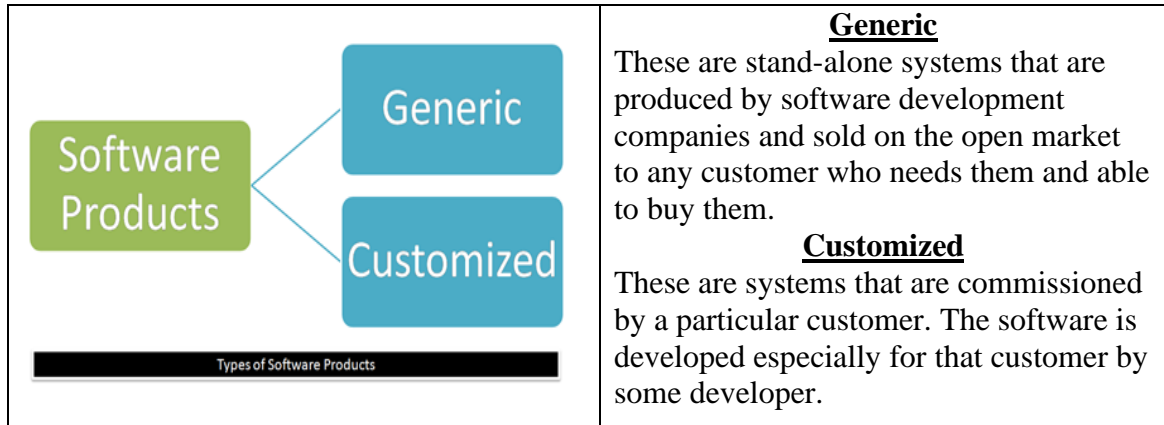 Software
Products
Generic
Customized
Types of Software Products
Generic
These are stand-alone systems that are
produced by software development
companies and sold on the open market
to any customer who needs them and able
to buy them.
Customized
These are systems that are commissioned
by a particular customer. The software is
developed especially for that customer by
some developer.